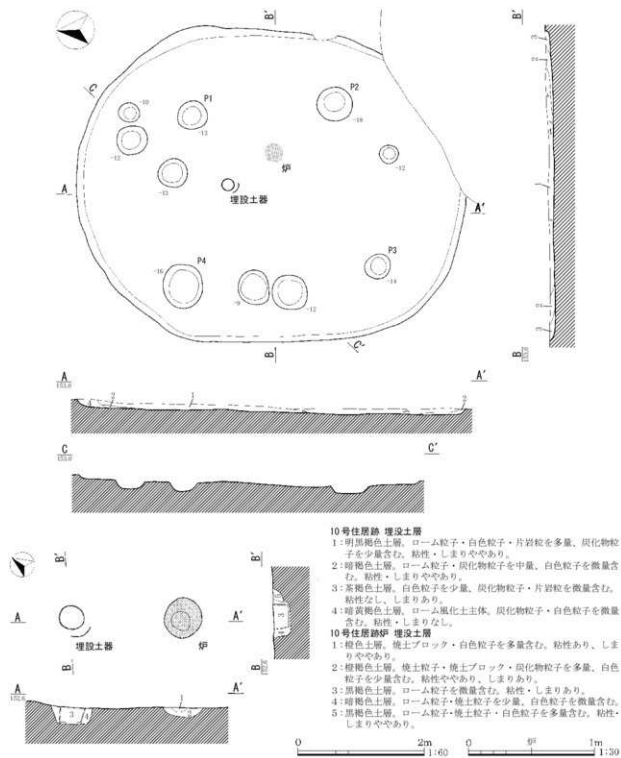 B'
B'
P1
P2
-10
-13
-18
-12
炉
-12
-13
A
埋設土器
A'
P4
P3
-16
-14
-9
-12
B
C'
B
A
A'
2
1
2
C
C'
10号住居跡 埋没土層
1:明黒褐色土層。ローム粒子・白色粒子・片岩粒を多量、炭化物粒
子を少量含む。粘性・しまりややあり。
2:暗褐色土層。ローム粒子・炭化物粒子を中量、白色粒子を微量含
む。粘性・しまりややあり。
3:茶褐色土層。白色粒子を少量、炭化物粒子・片岩粒を微量含む。
粘性なし、しまりあり。
4:暗黄褐色土層。ローム風化土主体。炭化物粒子・白色粒子を微量
含む。粘性・しまりなし。
10号住居跡炉 埋没土層
1:橙色土層。焼土ブロック・白色粒子を多量含む。粘性あり、しま
りややあり。
2:橙褐色土層。焼土粒子・焼土ブロック・炭化物粒子を多量、白色
粒子を少量含む。粘性ややあり、しまりあり。
3:黒褐色土層。ローム粒子を微量含む。粘性・しまりあり。
4:暗褐色土層。ローム粒子・焼土粒子を少量、白色粒子を微量含む。
5:黒褐色土層。ローム粒子・焼土粒子・白色粒子を多量含む。粘性・
しまりややあり。
B'
B'
A
A'
埋設土器
炉
B
B
A
A'
3
4
1
0
2m
1:60
0
炉
1m
1:30